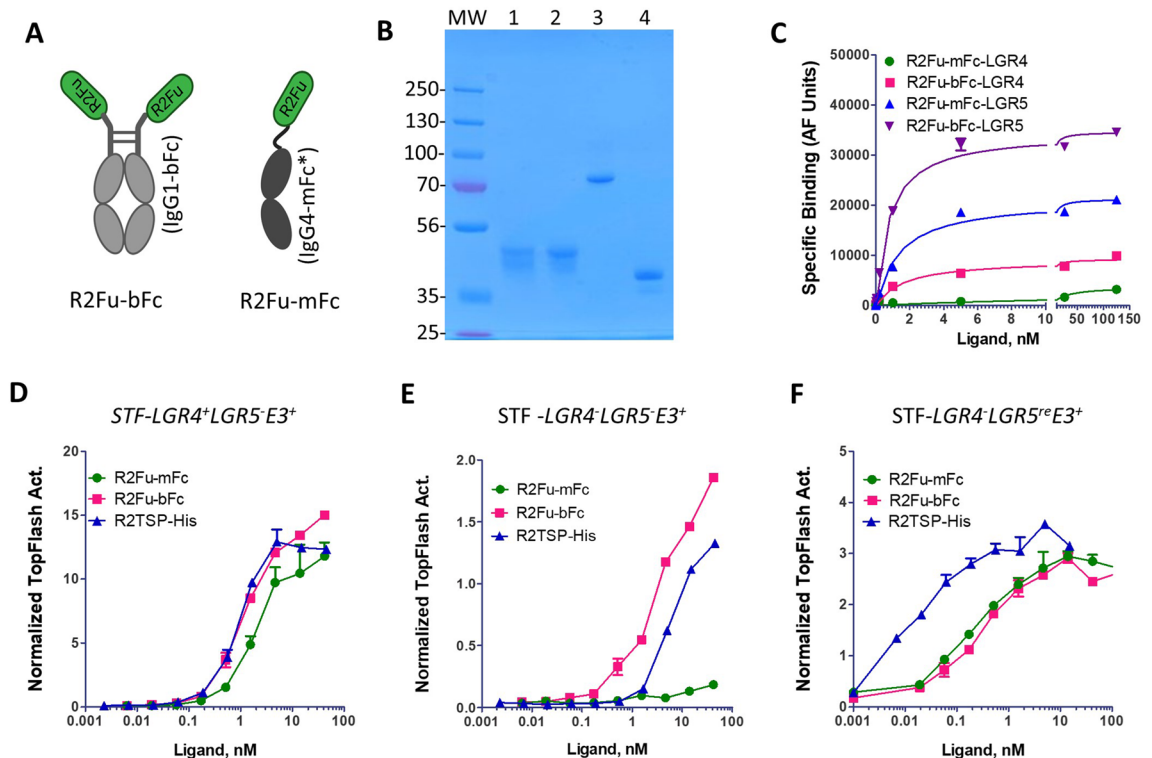 A
R2Fu
R2Fu
(IgG1-bFc)
R2Fu-bFc
R2Fu
(IgG4-mFc*)
R2Fu-mFc
B
MW 1 2 3 4
250-
130-
100-
70-
56-
35-
25-
C
50000
40000
30000
20000
10000
0
Specific Binding (AF Units)
R2Fu-mFc-LGR4
R2Fu-bFc-LGR4
R2Fu-mFc-LGR5
R2Fu-bFc-LGR5
0 2 4 6 8 10 50 100 150
Ligand, nM
D
STF-LGR4+LGR5-E3+
20
15
10
5
0
Normalized TopFlash Act.
R2Fu-mFc
R2Fu-bFc
R2TSP-His
0.001 0.01 0.1 1 10 100
Ligand, nM
E
STF -LGR4-LGR5-E3+
2.0
1.5
1.0
0.5
0.0
Normalized TopFlash Act.
R2Fu-mFc
R2Fu-bFc
R2TSP-His
0.001 0.01 0.1 1 10 100
Ligand, nM
F
STF-LGR4-LGR5reE3+
5
4
3
2
1
0
Normalized TopFlash Act.
R2Fu-mFc
R2Fu-bFc
R2TSP-His
0.001 0.01 0.1 1 10 100
Ligand, nM